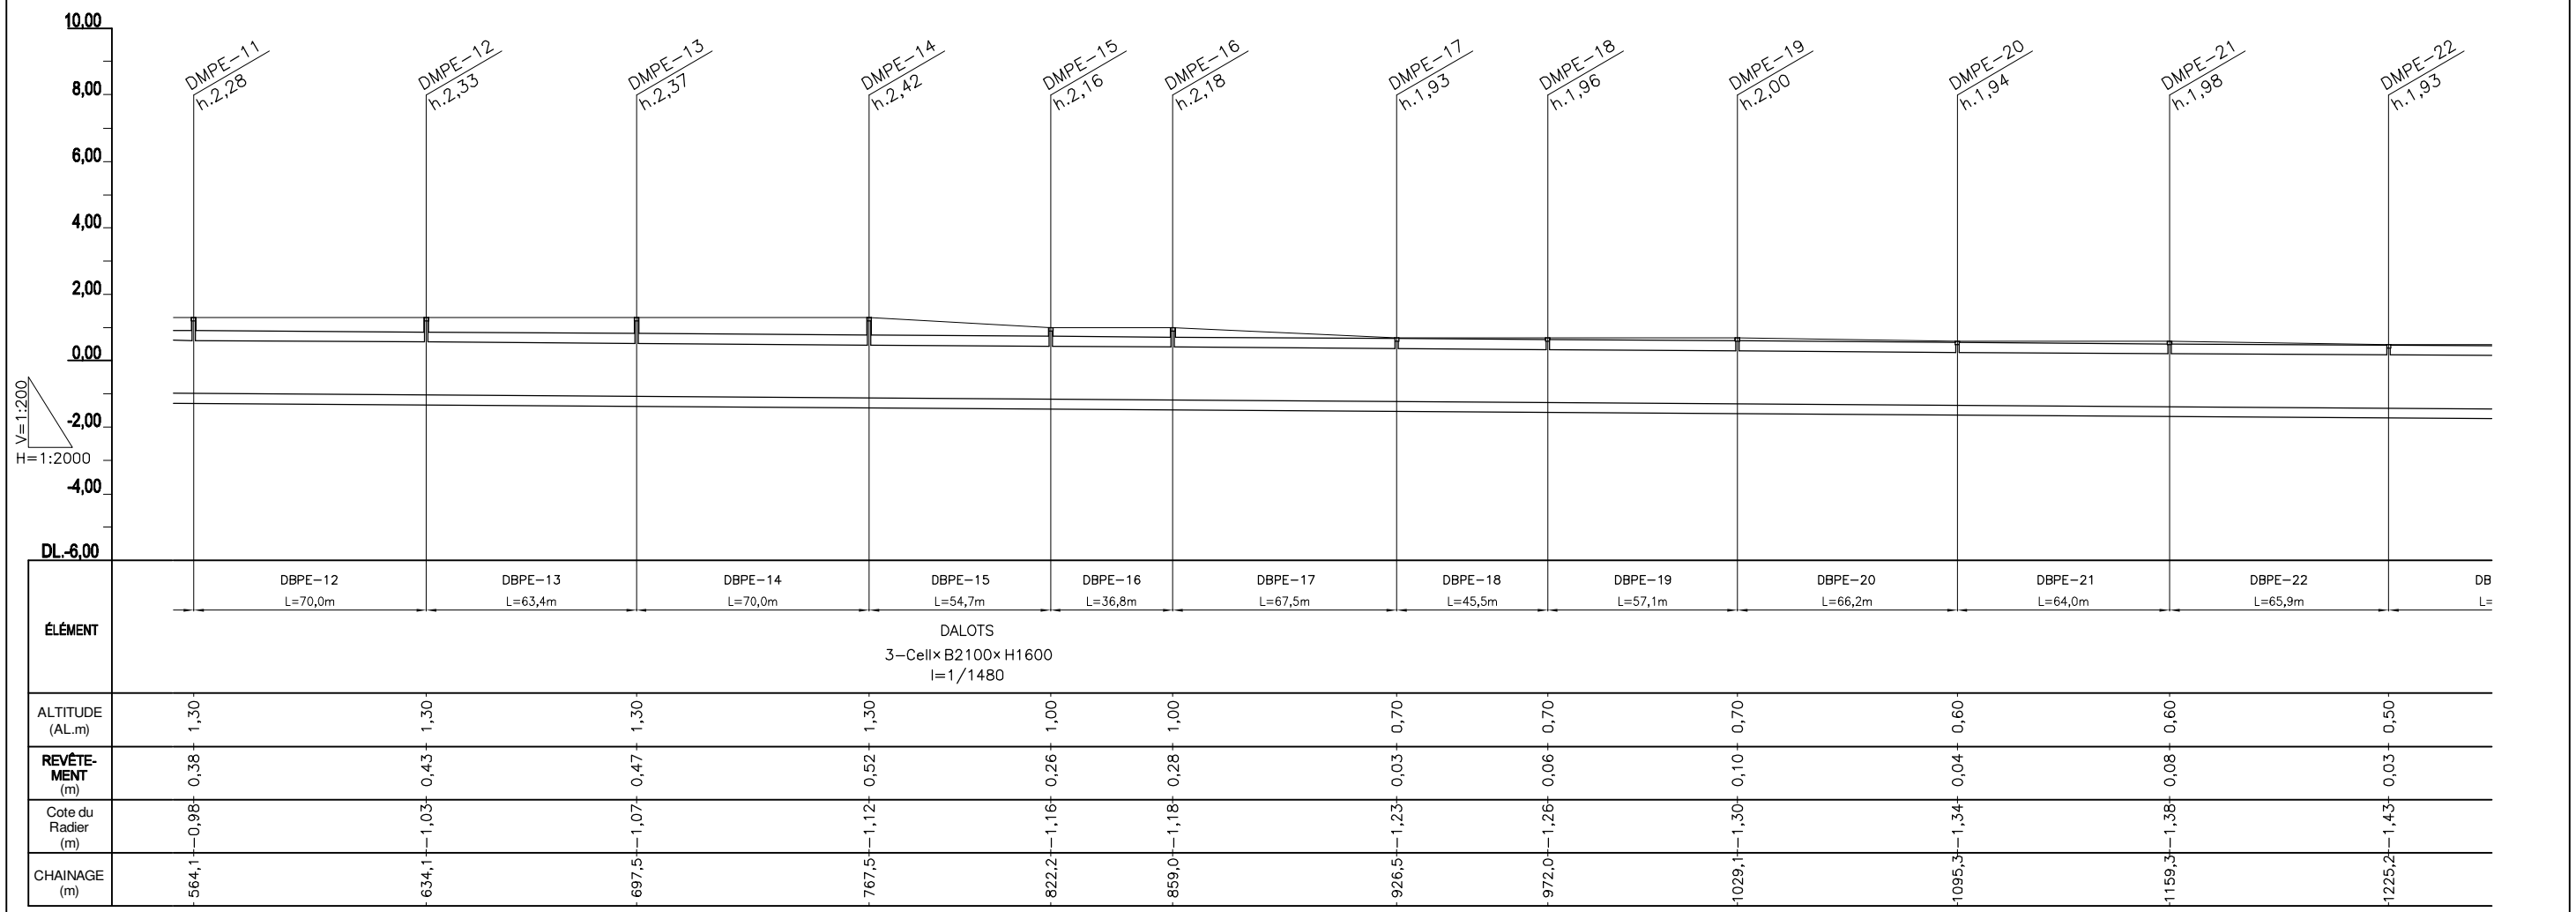 10,00
8,00
6,00
4,00
2,00
0,00
-2,00
-4,00
DL.-6,00
V=1:200
H=1:2000
DMPE-11
h.2,28
DMPE-12
h.2,33
DMPE-13
h.2,37
DMPE-14
h.2,42
DMPE-15
h.2,16
DMPE-16
h.2,18
DMPE-17
h.1,93
DMPE-18
h.1,96
DMPE-19
h.2,00
DMPE-20
h.1,94
DMPE-21
h.1,98
DMPE-22
h.1,93
ÉLÉMENT
DBPE-12 DBPE-13 DBPE-14 DBPE-15 DBPE-16 DBPE-17 DBPE-18 DBPE-19 DBPE-20 DBPE-21 DBPE-22 DB
L=70,0m L=63,4m L=70,0m L=54,7m L=36,8m L=67,5m L=45,5m L=57,1m L=66,2m L=64,0m L=65,9m L=
DALOTS
3-Cell×B2100×H1600
I=1/1480
ALTITUDE
(AL.m)
1,30 1,30 1,30 1,30 1,00 1,00 0,70 0,70 0,70 0,60 0,60 0,50
REVÊTE-
MENT
(m)
0,38 0,43 0,47 0,52 0,26 0,28 0,03 0,06 0,10 0,04 0,08 0,03
Cote du
Radier
(m)
-0,98 -1,03 -1,07 -1,12 -1,16 -1,18 -1,23 -1,26 -1,30 -1,34 -1,38 -1,43
CHAINAGE
(m)
564,1 634,1 697,5 767,5 822,2 859,0 926,5 972,0 1029,1 1095,3 1159,3 1225,2